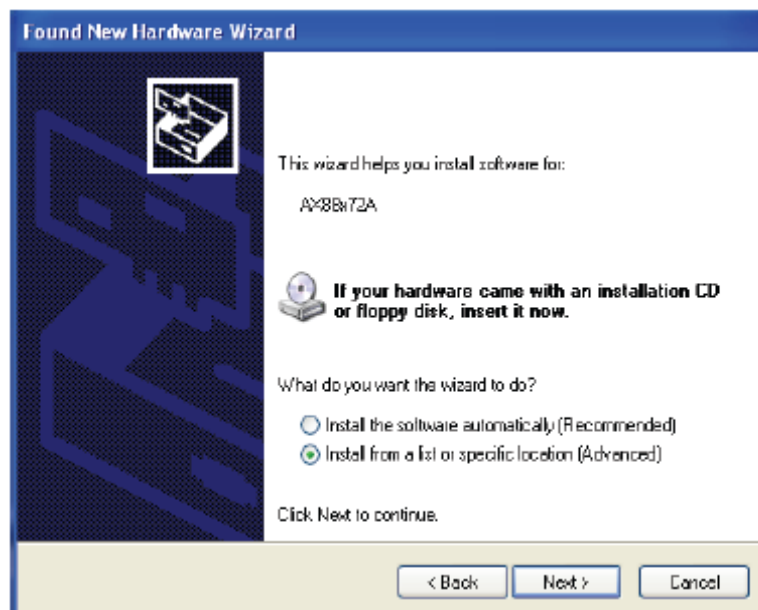 Found New Hardware Wizard
This wizard helps you install software for:
AX88x72A
If your hardware came with an installation CD
or floppy disk, insert it now.
What do you want the wizard to do?
Install the software automatically (Recommended)
Install from a list or specific location (Advanced)
Click Next to continue.
< Back
Next >
Cancel